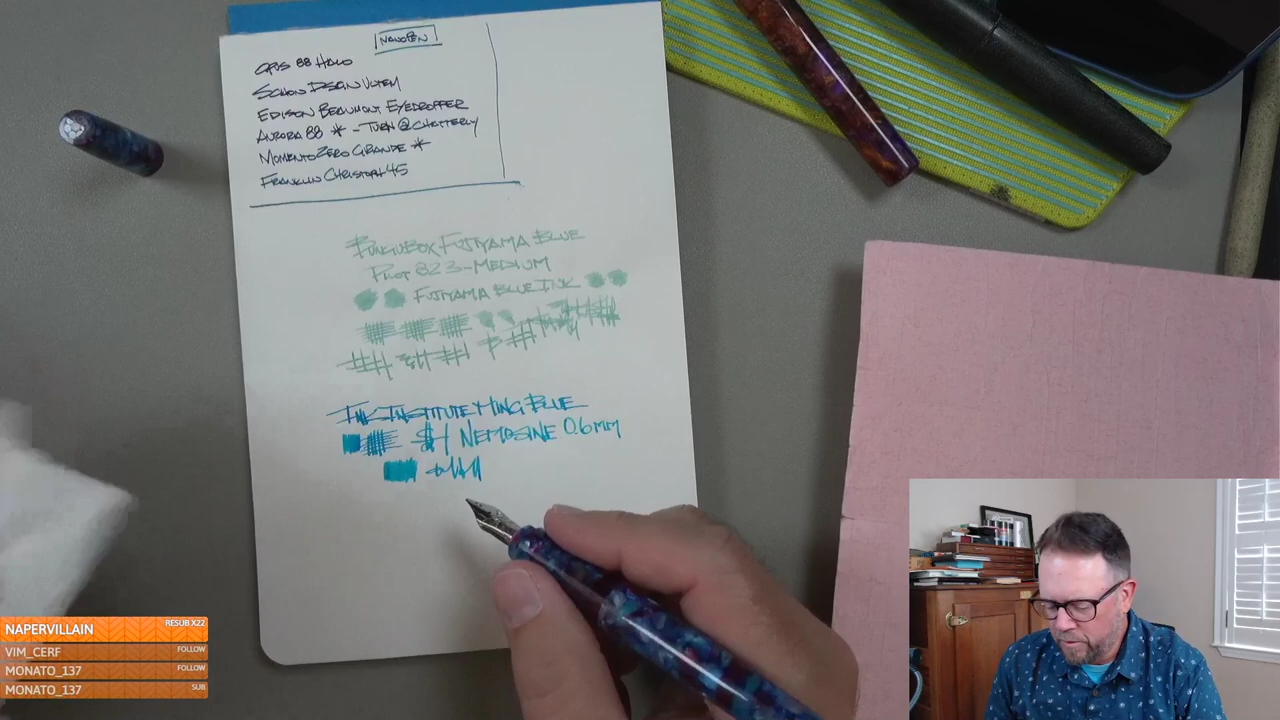 NANOPEN
OPUS 88 HALO
SCHON DSGN ULTEM
EDISON BEAUMONT EYEDROPPER
AURORA 88 * - TURN @ CHATTERLY
MOMENTO ZERO GRANDE *
FRANKLIN CHRISTOPH 45
BUNGUBOX FUJIYAMA BLUE
PILOT 823-MEDIUM
FUJIYAMA BLUE INK
INK INSTITUTE MING BLUE
NEMOSINE 0.6MM
NAPERVILLAIN RESUB X22
VIM_CERF FOLLOW
MONATO_137 FOLLOW
MONATO_137 SUB